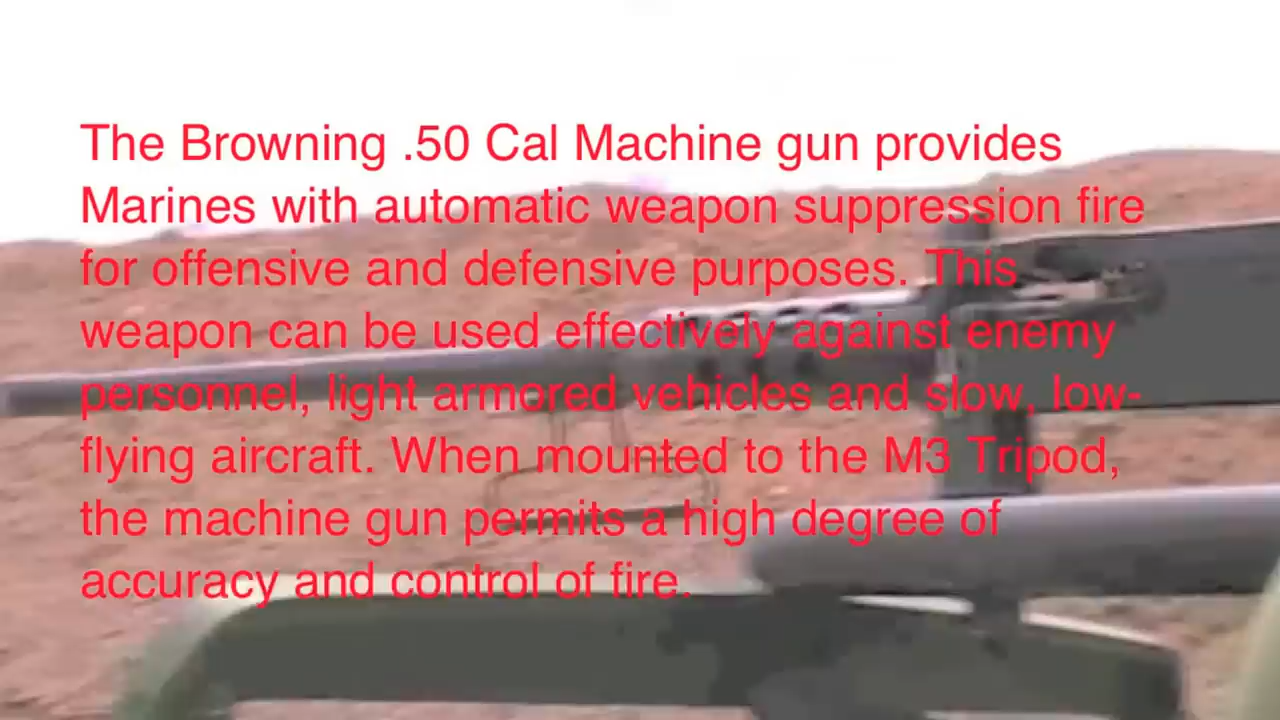 The Browning .50 Cal Machine gun provides
Marines with automatic weapon suppression fire
for offensive and defensive purposes. This
weapon can be used effectively against enemy
personnel, light armored vehicles and slow, low-
flying aircraft. When mounted to the M3 Tripod,
the machine gun permits a high degree of
accuracy and control of fire.